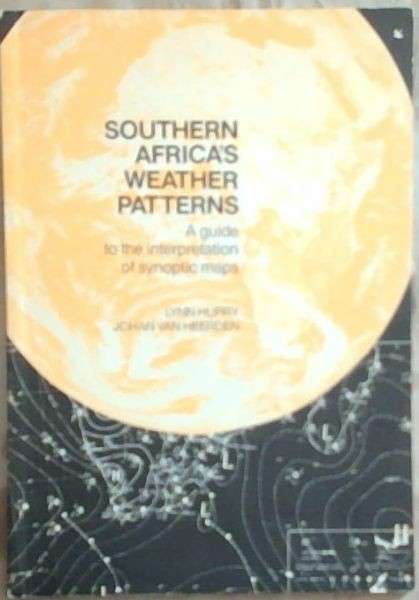 SOUTHERN
AFRICA'S
WEATHER
PATTERNS
A guide
to the interpretation
of synoptic maps
LYNN HURRY
JOHAN VAN HEERDEN
L
L
L
H